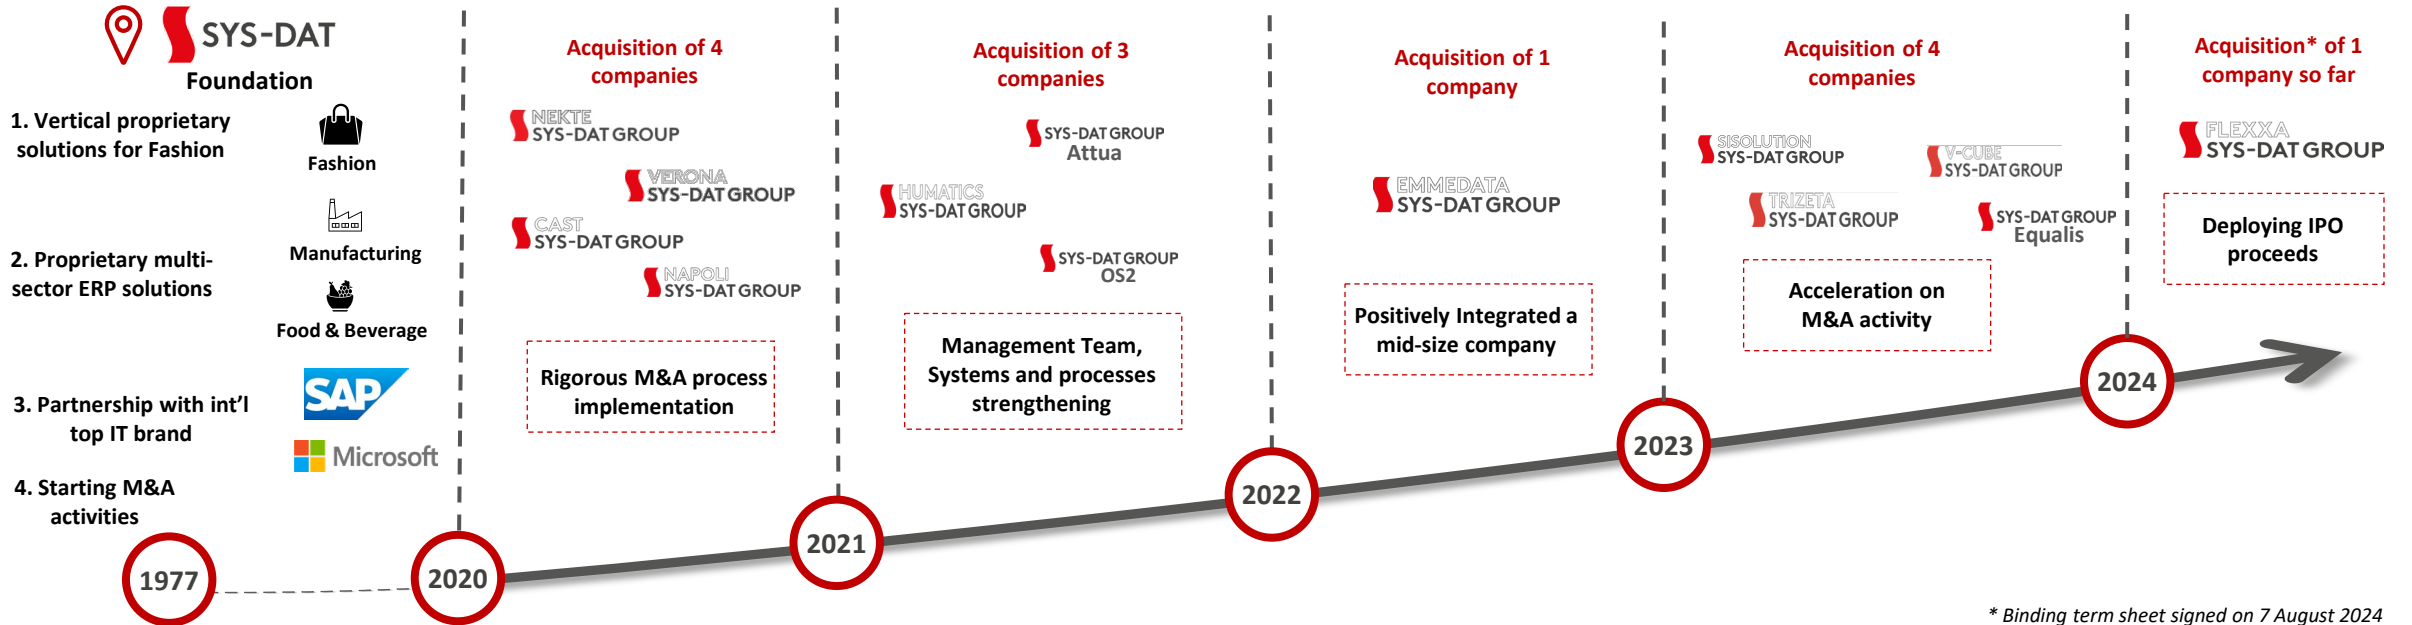 SYS-DAT
Foundation
1. Vertical proprietary
solutions for Fashion
Fashion
Manufacturing
2. Proprietary multi-
sector ERP solutions
Food & Beverage
3. Partnership with int'l
top IT brand
SAP
Microsoft
4. Starting M&A
activities
1977
Acquisition of 4
companies
NEKTE
SYS-DAT GROUP
VERONA
SYS-DAT GROUP
CAST
SYS-DAT GROUP
NAPOLI
SYS-DAT GROUP
Rigorous M&A process
implementation
2020
Acquisition of 3
companies
SYS-DAT GROUP
Attua
HUMATICS
SYS-DAT GROUP
SYS-DAT GROUP
OS2
Management Team,
Systems and processes
strengthening
2021
Acquisition of 1
company
EMMEDATA
SYS-DAT GROUP
Positively Integrated a
mid-size company
2022
Acquisition of 4
companies
SISOLUTION
SYS-DAT GROUP
V-CUBE
SYS-DAT GROUP
TRIZETA
SYS-DAT GROUP
SYS-DAT GROUP
Equalis
Acceleration on
M&A activity
2023
Acquisition* of 1
company so far
FLEXXA
SYS-DAT GROUP
Deploying IPO
proceeds
2024
* Binding term sheet signed on 7 August 2024